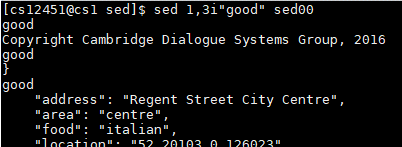 [cs12451@cs1 sed]$ sed 1,3i"good" sed00
good
Copyright Cambridge Dialogue Systems Group, 2016
good
}
good
    "address": "Regent Street City Centre",
    "area": "centre",
    "food": "italian",
    "location": "52.20103,0.126023",